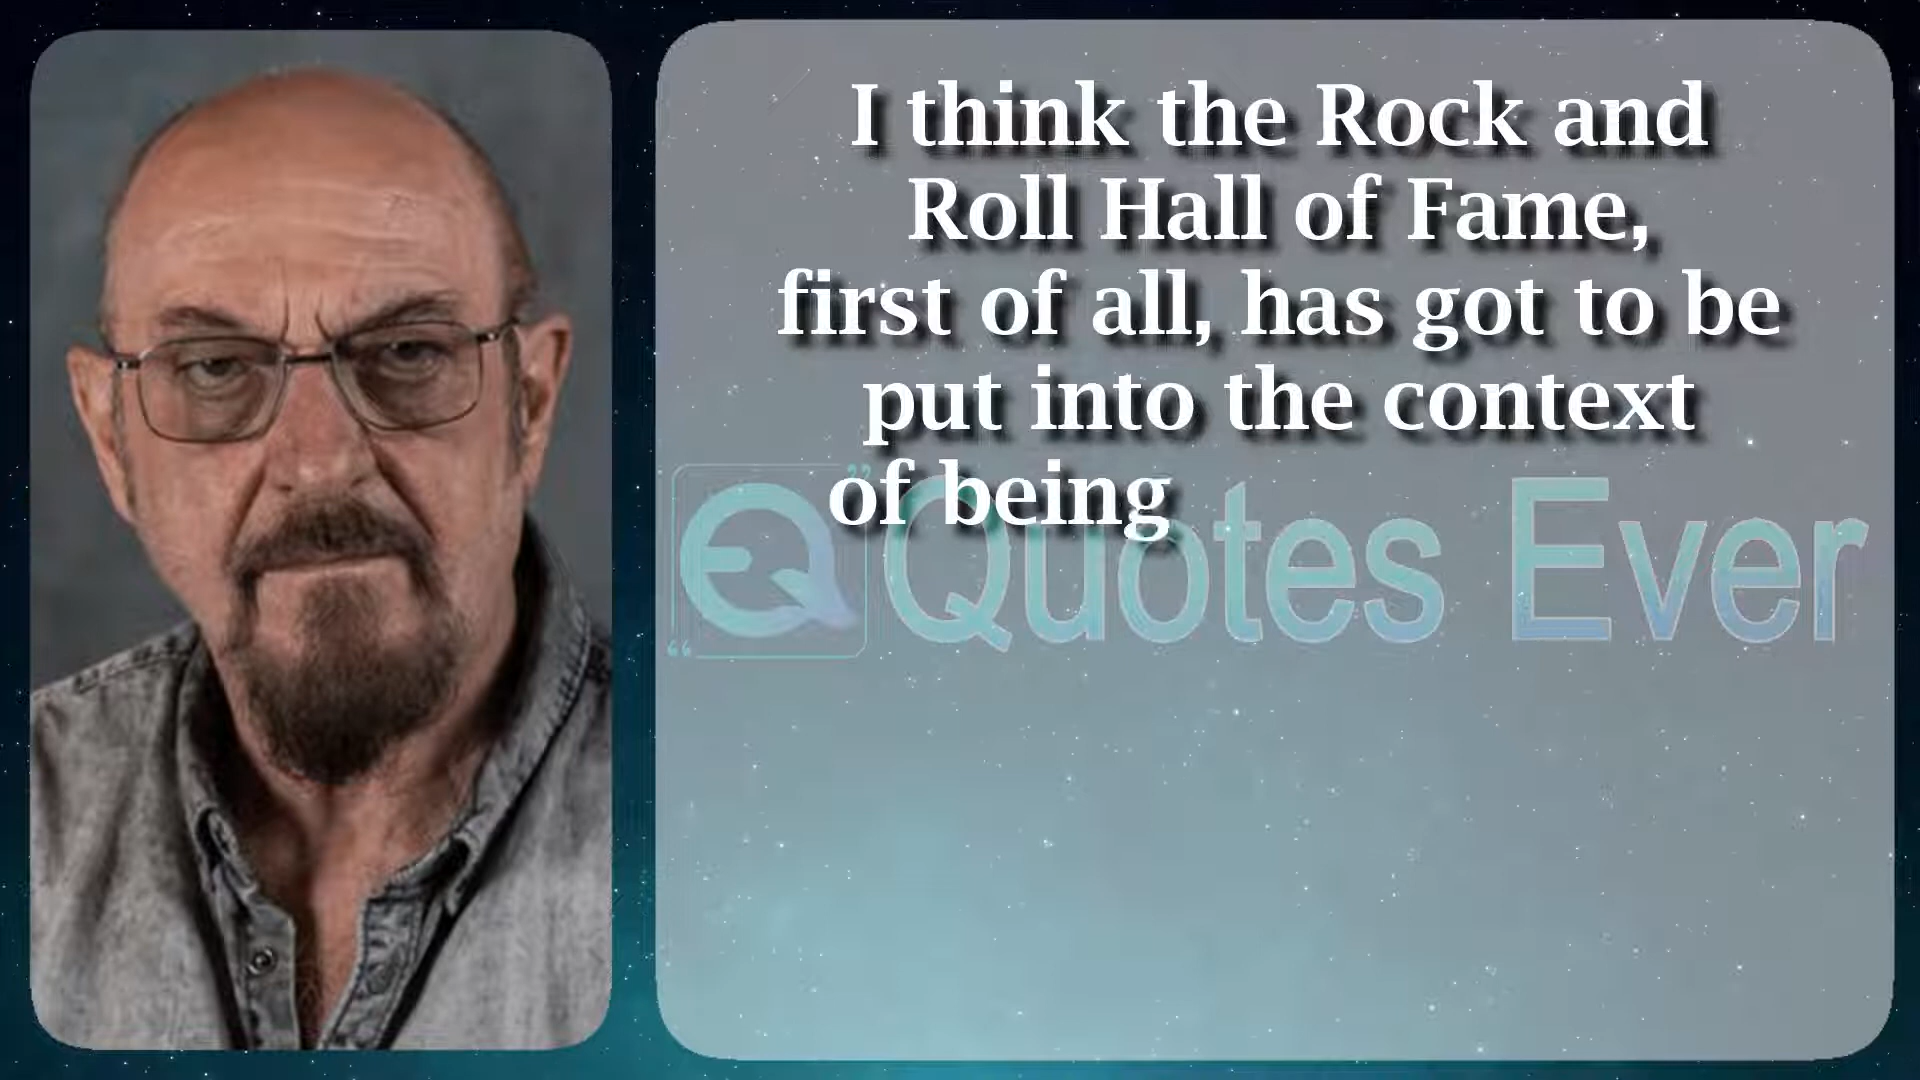 I think the Rock and
Roll Hall of Fame,
first of all, has got to be
put into the context
of being
EQ Quotes Ever